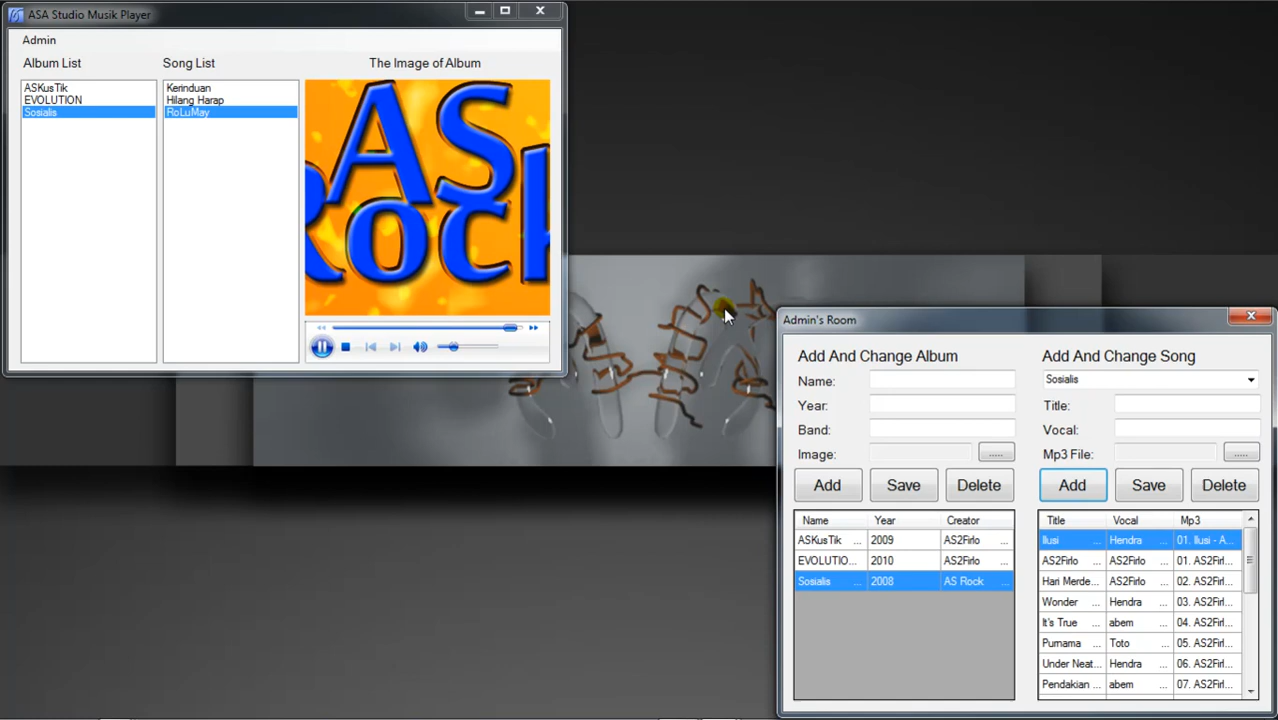 ASA Studio Musik Player
Admin
Album List
Song List
The Image of Album
ASKusTik
EVOLUTION
Sosialis
Kerinduan
Hilang Harap
RoLuMay
AS
Rock
Admin's Room
Add And Change Album
Name:
Year:
Band:
Image:
.....
Add Save Delete
Name Year Creator
ASKusTik ... 2009 AS2Firlo ...
EVOLUTIO... 2010 AS2Firlo ...
Sosialis ... 2008 AS Rock ...
Add And Change Song
Sosialis
Title:
Vocal:
Mp3 File:
.....
Add Save Delete
Title Vocal Mp3
Ilusi ... Hendra ... 01. Ilusi - A...
AS2Firlo ... AS2Firlo ... 01. AS2Firl...
Hari Merde... AS2Firlo ... 02. AS2Firl...
Wonder ... Hendra ... 03. AS2Firl...
It's True ... abem ... 04. AS2Firl...
Purnama ... Toto ... 05. AS2Firl...
Under Neat... Hendra ... 06. AS2Firl...
Pendakian ... abem ... 07. AS2Firl...